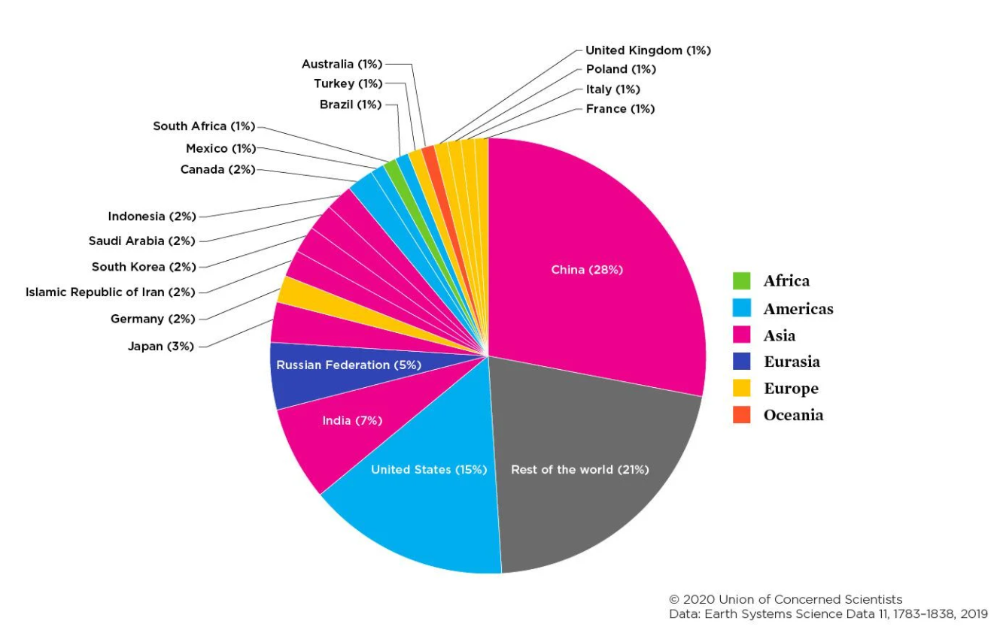 United Kingdom (1%)
Australia (1%)
Poland (1%)
Turkey (1%)
Italy (1%)
Brazil (1%)
France (1%)
South Africa (1%)
Mexico (1%)
Canada (2%)
Indonesia (2%)
Saudi Arabia (2%)
South Korea (2%)
Islamic Republic of Iran (2%)
Germany (2%)
Japan (3%)
Russian Federation (5%)
India (7%)
United States (15%)
Rest of the world (21%)
China (28%)
Africa
Americas
Asia
Eurasia
Europe
Oceania
© 2020 Union of Concerned Scientists
Data: Earth Systems Science Data 11, 1783–1838, 2019